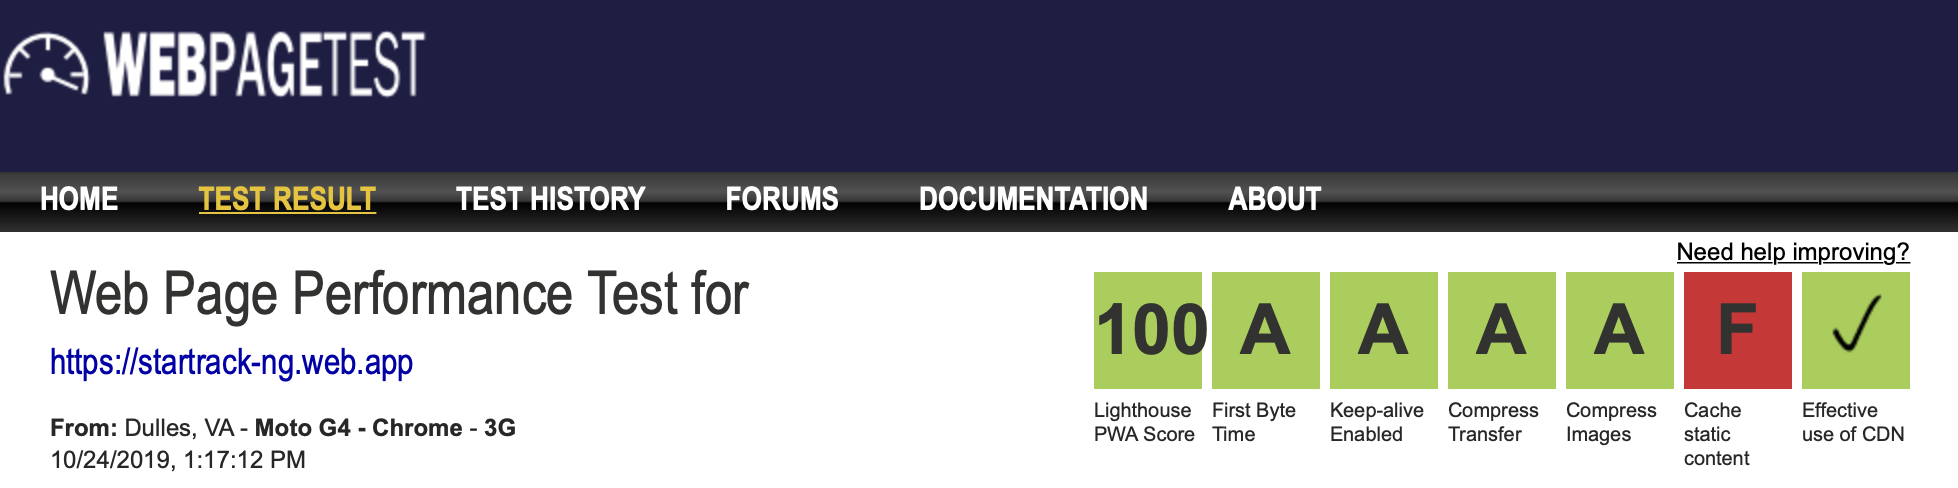 WEBPAGETEST
HOME TEST RESULT TEST HISTORY FORUMS DOCUMENTATION ABOUT
Need help improving?
Web Page Performance Test for
https://startrack-ng.web.app
From: Dulles, VA - Moto G4 - Chrome - 3G
10/24/2019, 1:17:12 PM
100 A A A A F ✓
Lighthouse First Byte Keep-alive Compress Compress Cache Effective
PWA Score Time Enabled Transfer Images static use of CDN
content